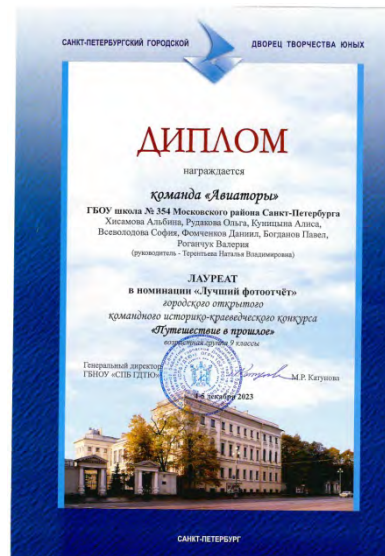 САНКТ-ПЕТЕРБУРГСКИЙ ГОРОДСКОЙ ДВОРЕЦ ТВОРЧЕСТВА ЮНЫХ
ДИПЛОМ
награждается
команда «Авиаторы»
ГБОУ школа № 354 Московского района Санкт-Петербурга
Хисамова Альбина, Рудакова Ольга, Куницына Алиса,
Всеволодова София, Фомченков Даниил, Богданов Павел,
Роганчук Валерия
(руководитель - Терентьева Наталья Владимировна)
ЛАУРЕАТ
в номинации «Лучший фотоотчёт»
городского открытого
командного историко-краеведческого конкурса
«Путешествие в прошлое»
возрастная группа 9 классы
Генеральный директор
ГБНОУ «СПБ ГДТЮ» М.Р. Катунова
декабря 2023
САНКТ-ПЕТЕРБУРГ